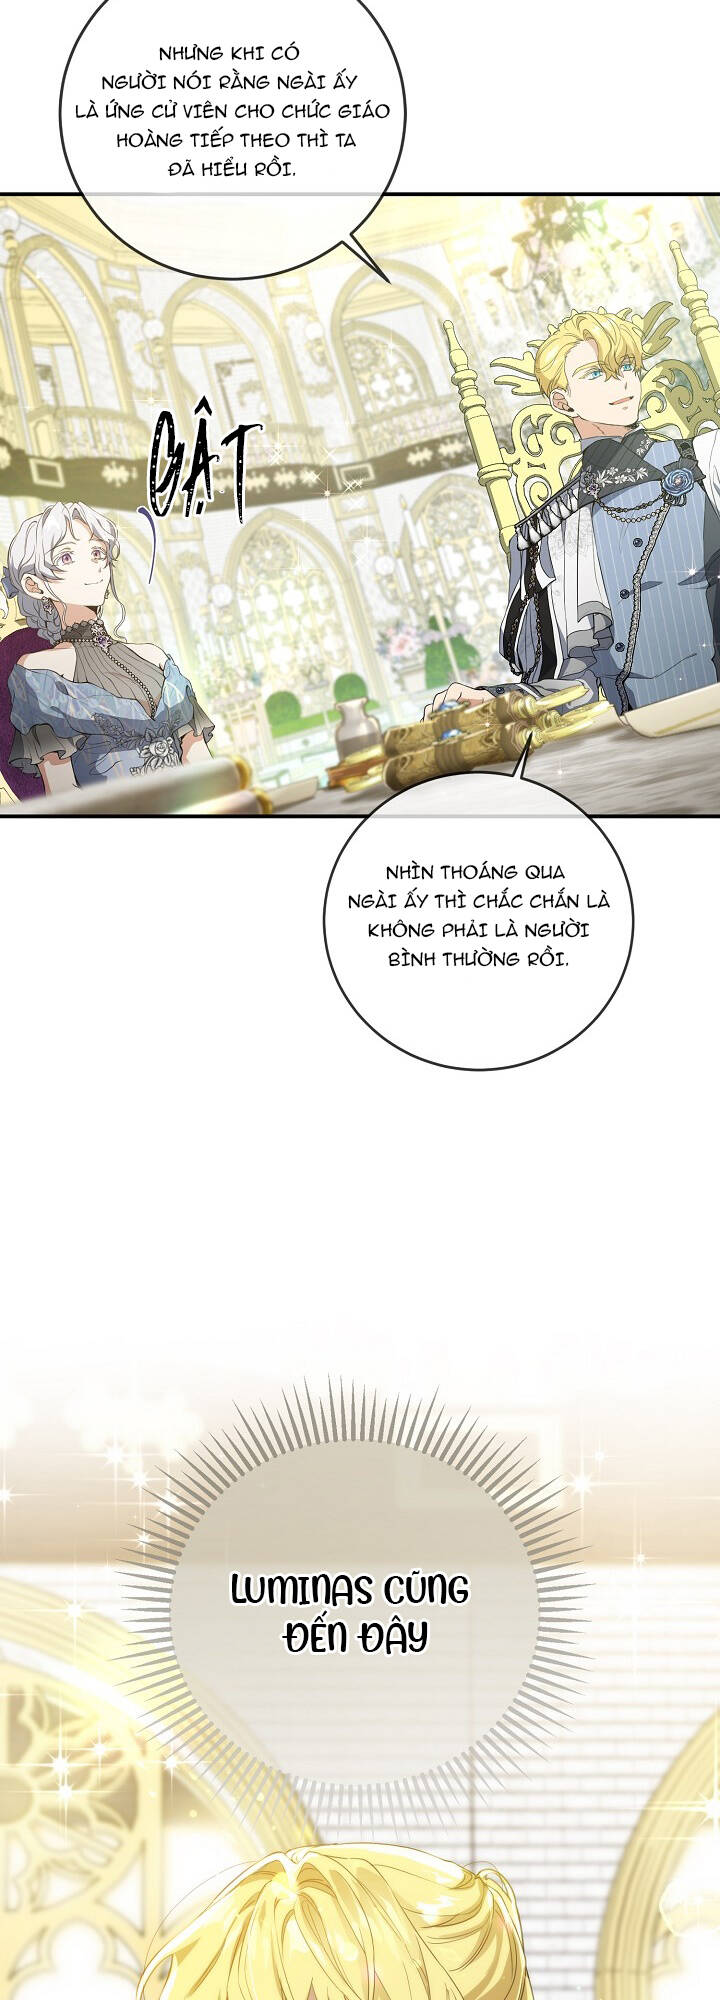 NHƯNG KHI CÓ
NGƯỜI NÓI RẰNG NGÀI ẤY
LÀ ỨNG CỬ VIÊN CHO CHỨC GIÁO
HOÀNG TIẾP THEO THÌ TA
ĐÃ HIỂU RỒI.
GẬT
NHÌN THOÁNG QUA
NGÀI ẤY THÌ CHẮC CHẮN LÀ
KHÔNG PHẢI LÀ NGƯỜI
BÌNH THƯỜNG RỒI.
LUMINAS CŨNG
ĐẾN ĐÂY